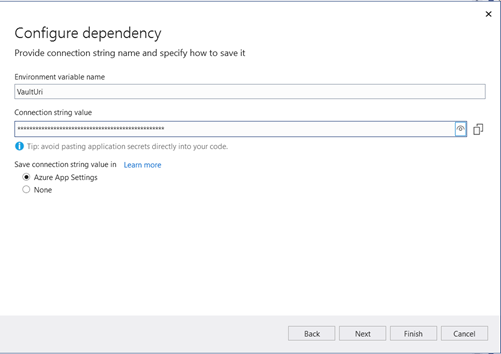 Configure dependency
Provide connection string name and specify how to save it
Environment variable name
VaultUri
Connection string value
*************************************************
Tip: avoid pasting application secrets directly into your code.
Save connection string value in Learn more
Azure App Settings
None
Back Next Finish Cancel